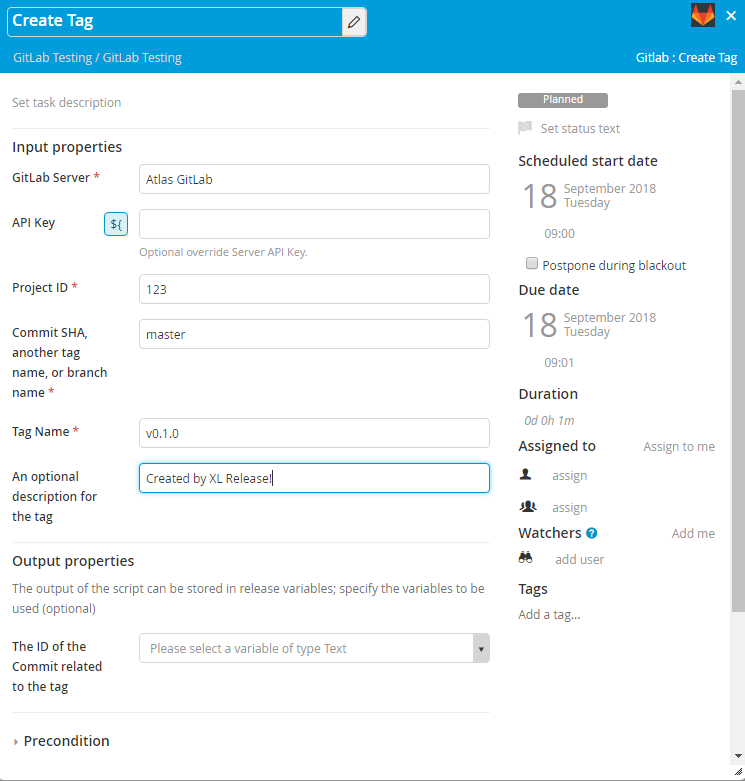 Create Tag
GitLab Testing / GitLab Testing
Gitlab : Create Tag
Set task description
Input properties
GitLab Server *
Atlas GitLab
API Key
${
Optional override Server API Key.
Project ID *
123
Commit SHA,
another tag
name, or branch
name *
master
Tag Name *
v0.1.0
An optional
description for
the tag
Created by XL Release!
Output properties
The output of the script can be stored in release variables; specify the variables to be
used (optional)
The ID of the
Commit related
to the tag
Please select a variable of type Text
Precondition
Planned
Set status text
Scheduled start date
18
September 2018
Tuesday
09:00
Postpone during blackout
Due date
18
September 2018
Tuesday
09:01
Duration
0d 0h 1m
Assigned to
Assign to me
assign
assign
Watchers ?
Add me
add user
Tags
Add a tag...